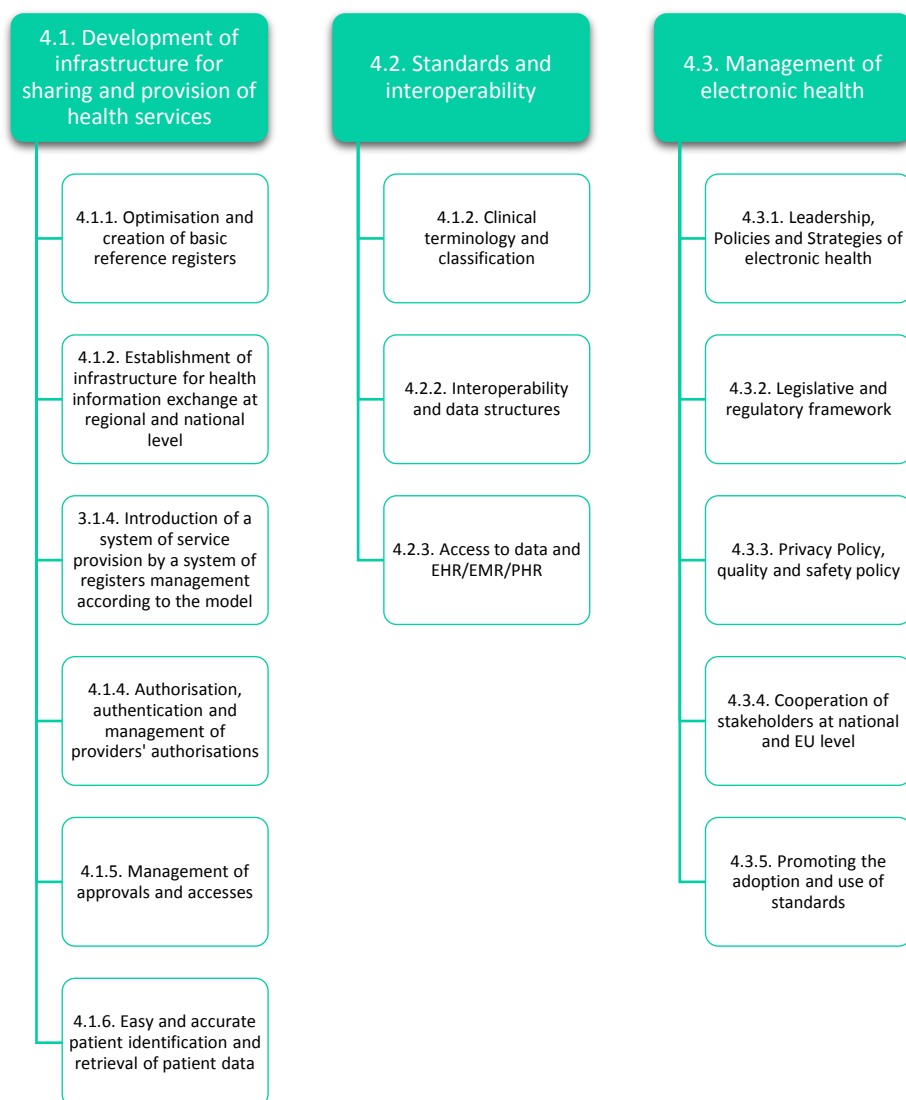 4.1. Development of
infrastructure for
sharing and provision of
health services
4.1.1. Optimisation and
creation of basic
reference registers
4.1.2. Establishment of
infrastructure for health
information exchange at
regional and national
level
3.1.4. Introduction of a
system of service
provision by a system of
registers management
according to the model
4.1.4. Authorisation,
authentication and
management of
providers' authorisations
4.1.5. Management of
approvals and accesses
4.1.6. Easy and accurate
patient identification and
retrieval of patient data
4.2. Standards and
interoperability
4.1.2. Clinical
terminology and
classification
4.2.2. Interoperability
and data structures
4.2.3. Access to data and
EHR/EMR/PHR
4.3. Management of
electronic health
4.3.1. Leadership,
Policies and Strategies of
electronic health
4.3.2. Legislative and
regulatory framework
4.3.3. Privacy Policy,
quality and safety policy
4.3.4. Cooperation of
stakeholders at national
and EU level
4.3.5. Promoting the
adoption and use of
standards